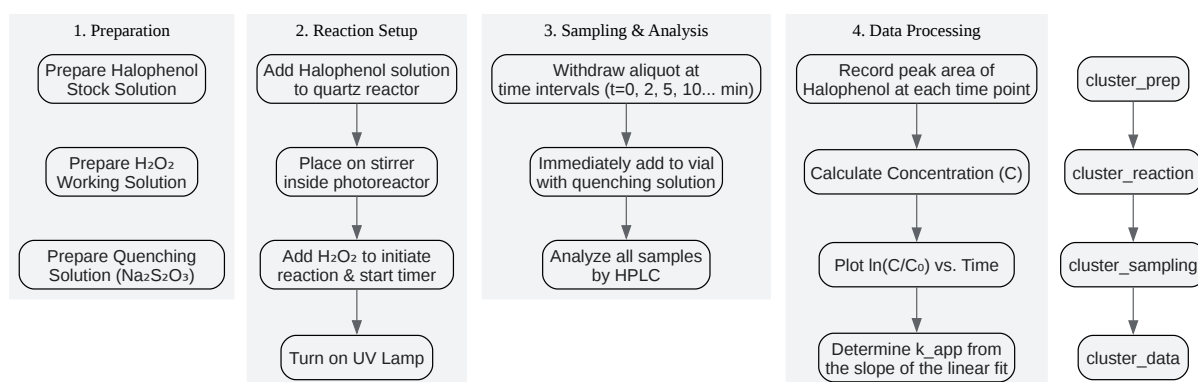 1. Preparation
Prepare Halophenol
Stock Solution
Prepare H₂O₂
Working Solution
Prepare Quenching
Solution (Na₂S₂O₃)
2. Reaction Setup
Add Halophenol solution
to quartz reactor
Place on stirrer
inside photoreactor
Add H₂O₂ to initiate
reaction & start timer
Turn on UV Lamp
3. Sampling & Analysis
Withdraw aliquot at
time intervals (t=0, 2, 5, 10... min)
Immediately add to vial
with quenching solution
Analyze all samples
by HPLC
4. Data Processing
Record peak area of
Halophenol at each time point
Calculate Concentration (C)
Plot ln(C/C₀) vs. Time
Determine k_app from
the slope of the linear fit
cluster_prep
cluster_reaction
cluster_sampling
cluster_data